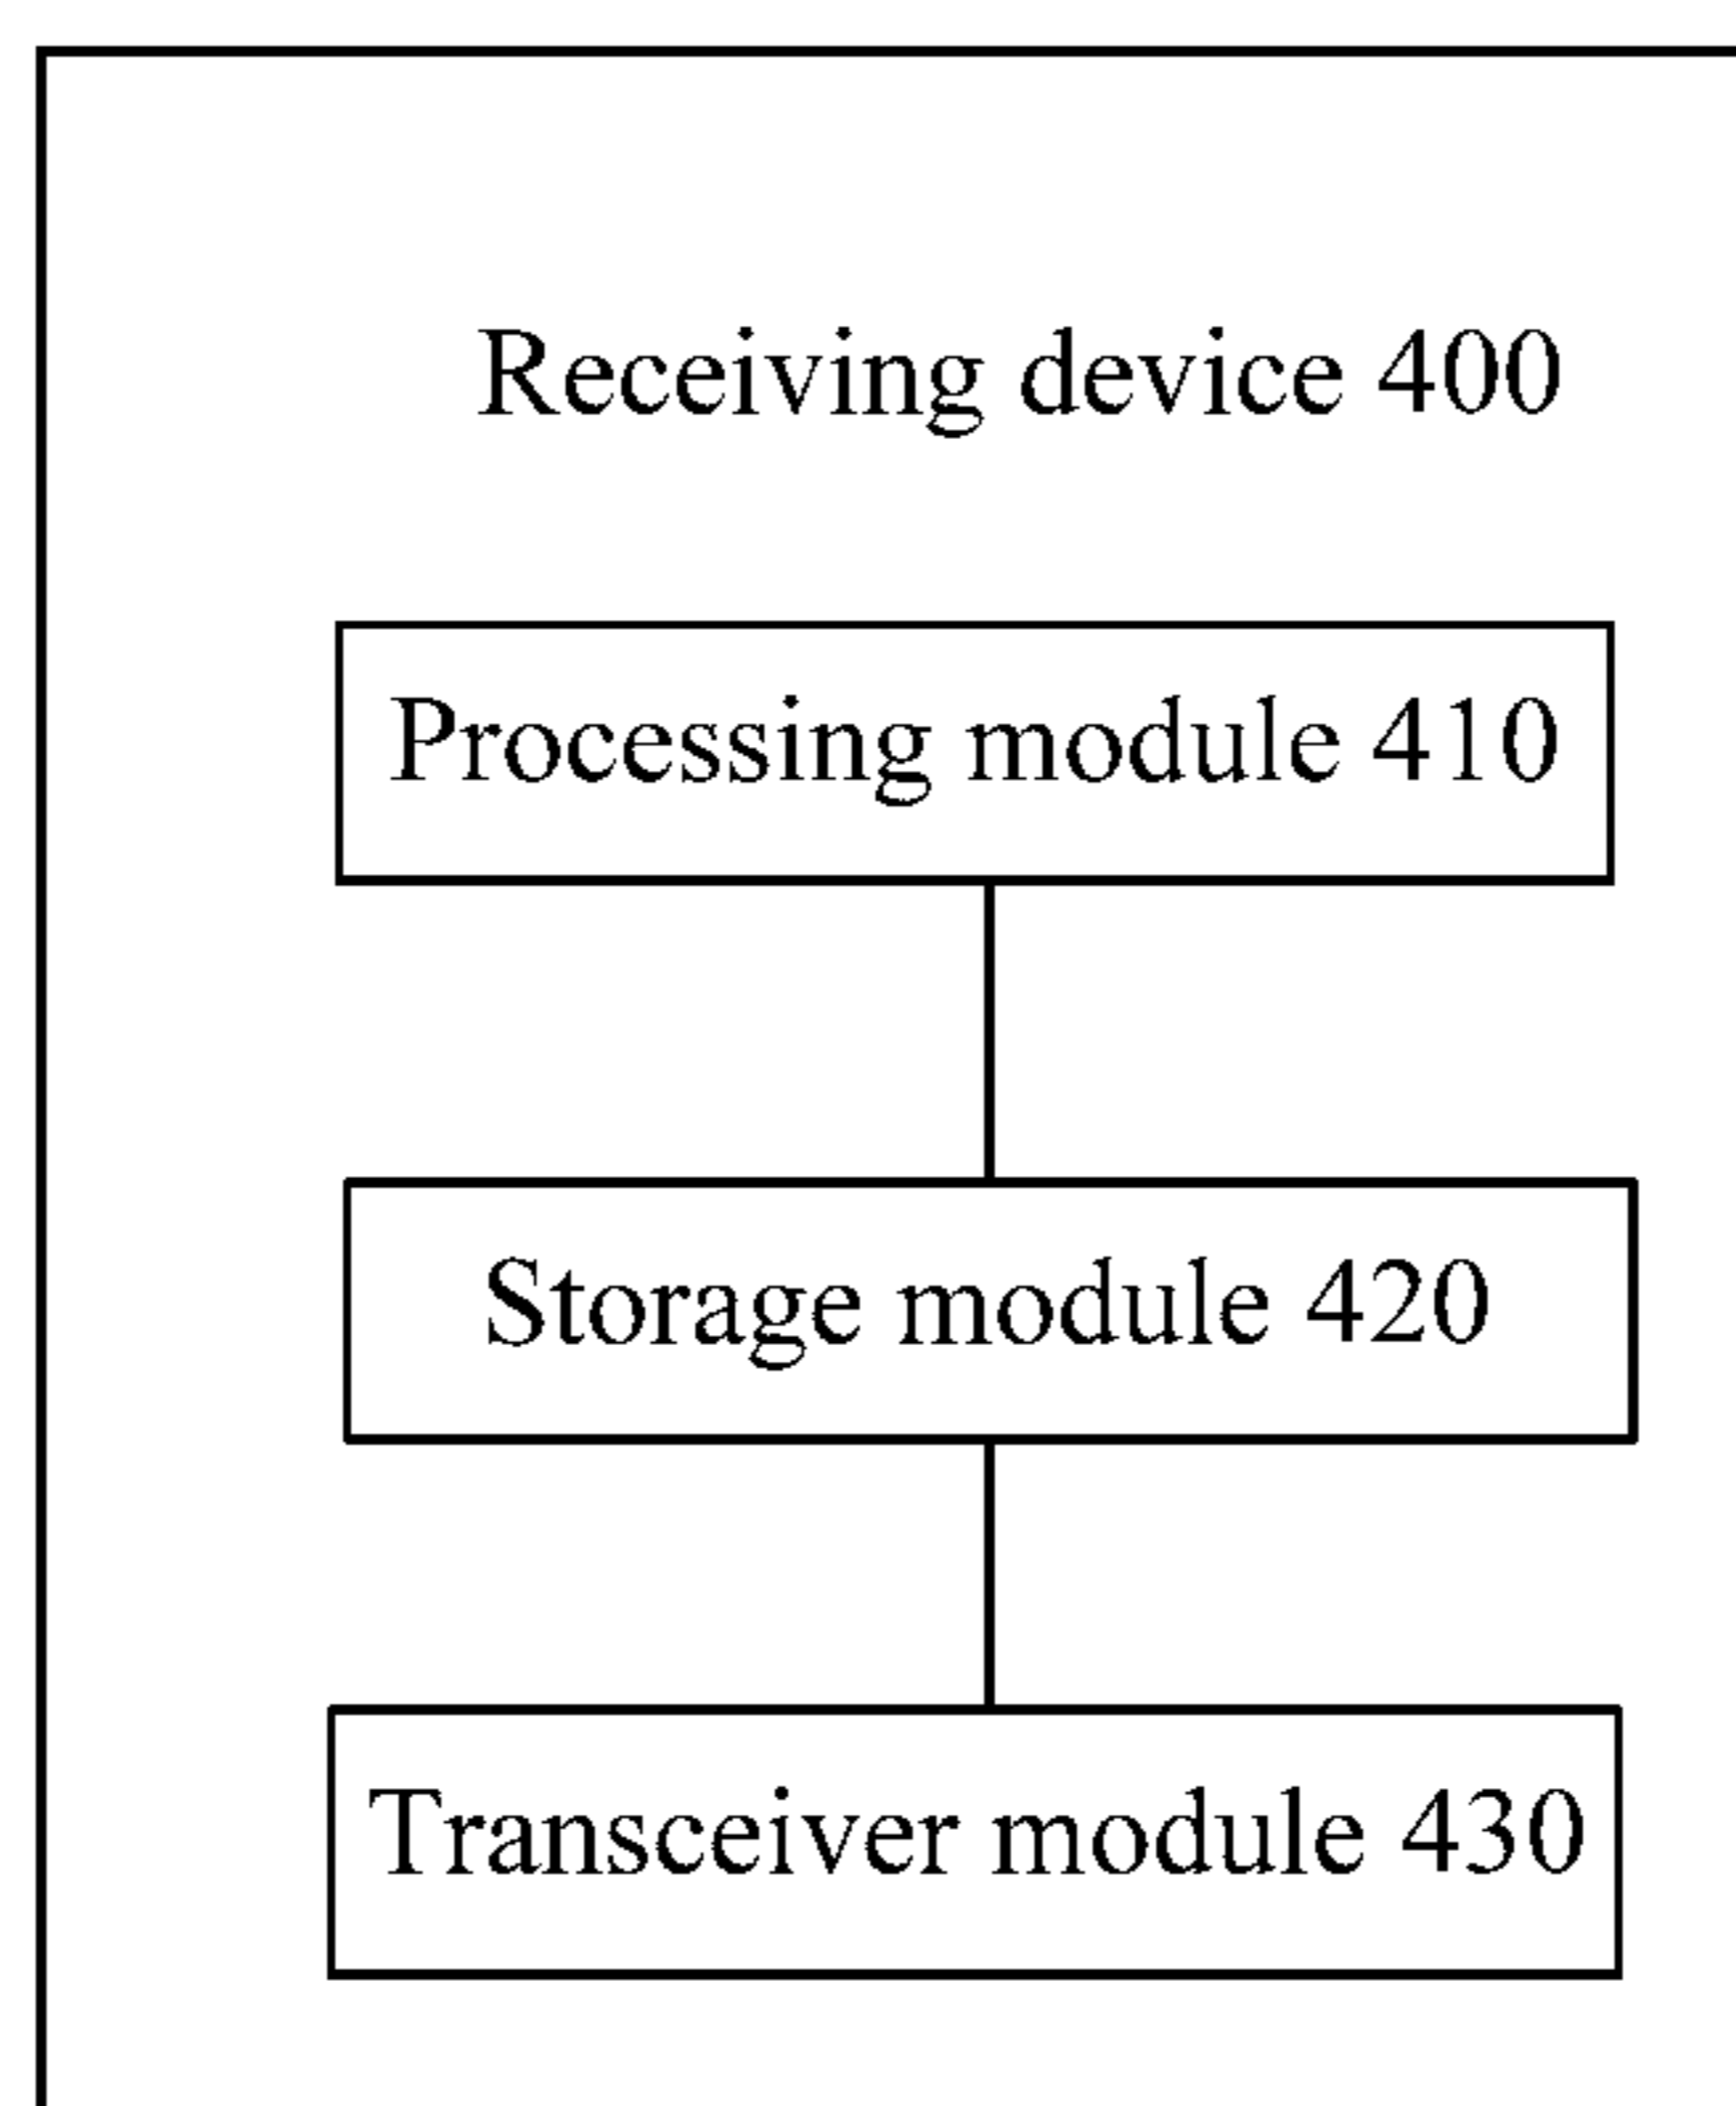 Receiving device 400
Processing module 410
Storage module 420
Transceiver module 430